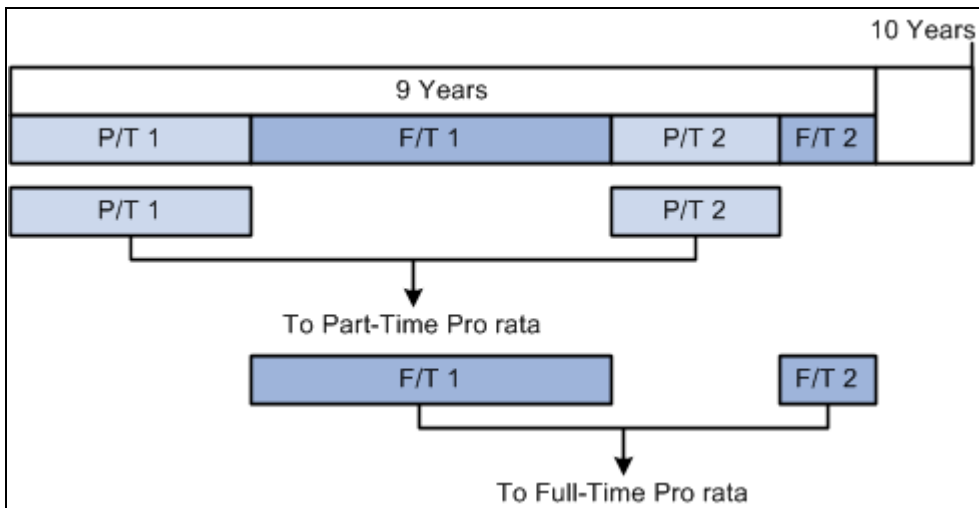 10 Years
9 Years
P/T 1 F/T 1 P/T 2 F/T 2
P/T 1 P/T 2
To Part-Time Pro rata
F/T 1 F/T 2
To Full-Time Pro rata